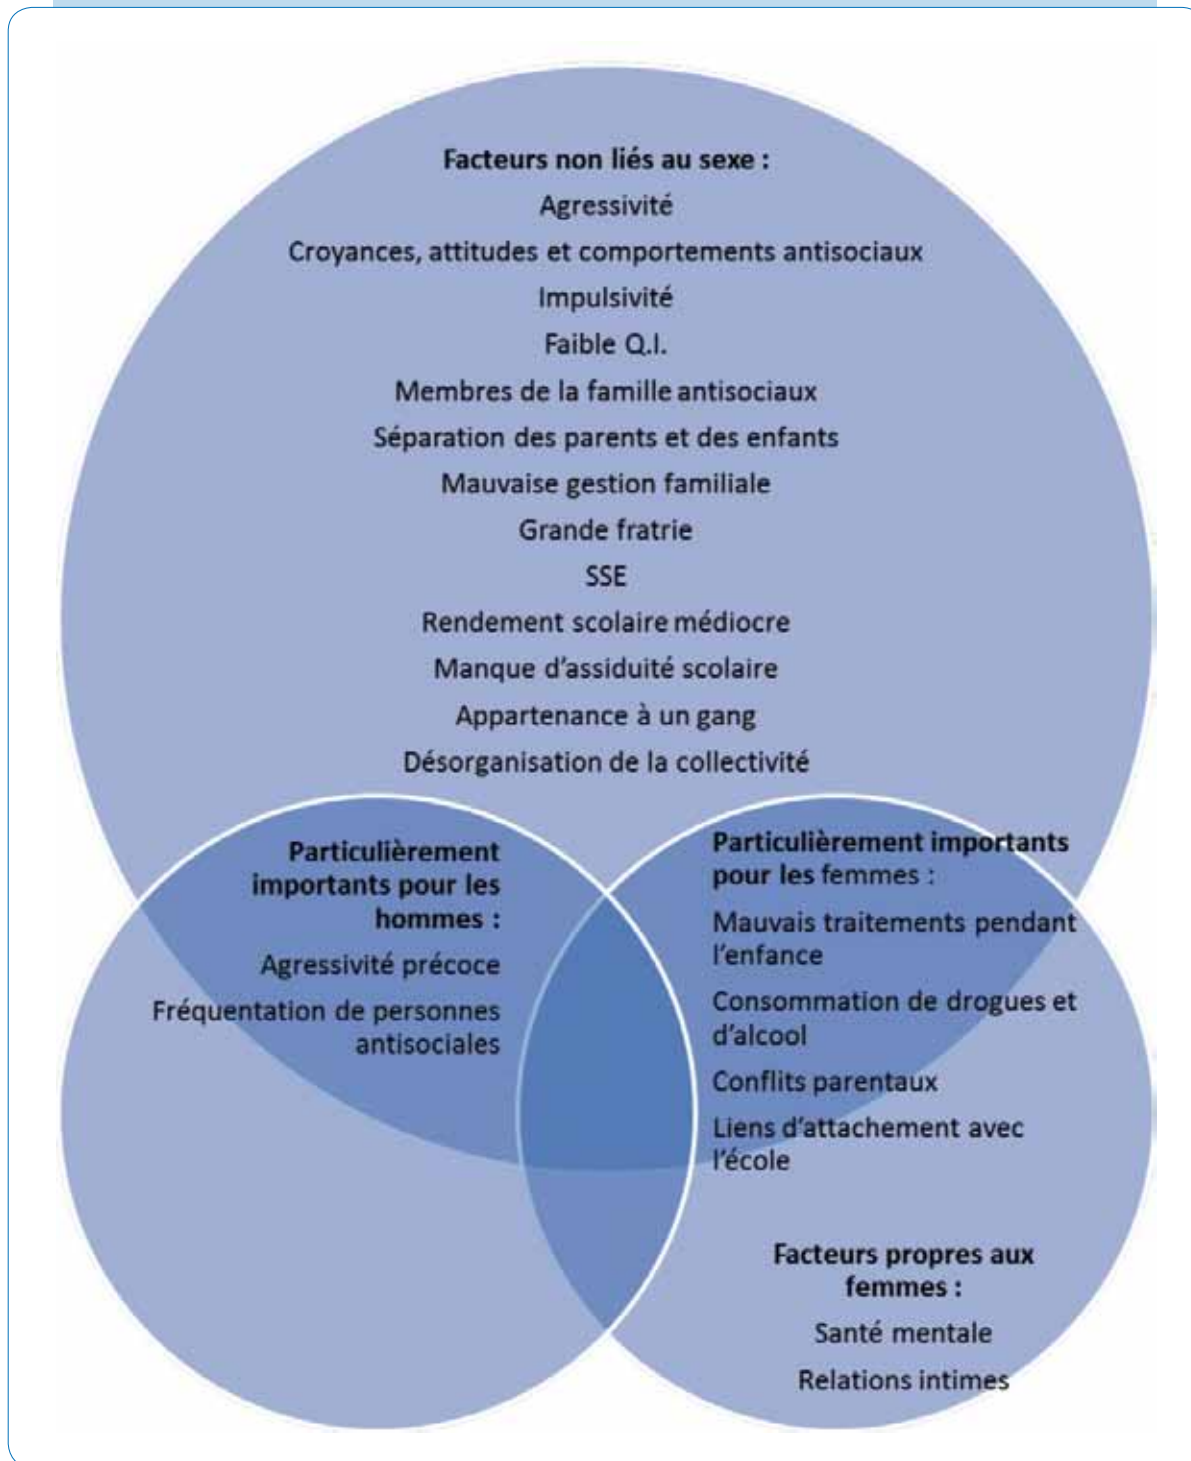 Facteurs non liés au sexe :
Agressivité
Croyances, attitudes et comportements antisociaux
Impulsivité
Faible Q.I.
Membres de la famille antisociaux
Séparation des parents et des enfants
Mauvaise gestion familiale
Grande fratrie
SSE
Rendement scolaire médiocre
Manque d'assiduité scolaire
Appartenance à un gang
Désorganisation de la collectivité
Particulièrement
importants pour les
hommes :
Agressivité précoce
Fréquentation de personnes
antisociales
Particulièrement importants
pour les femmes :
Mauvais traitements pendant
l'enfance
Consommation de drogues et
d'alcool
Conflits parentaux
Liens d'attachement avec
l'école
Facteurs propres aux
femmes :
Santé mentale
Relations intimes